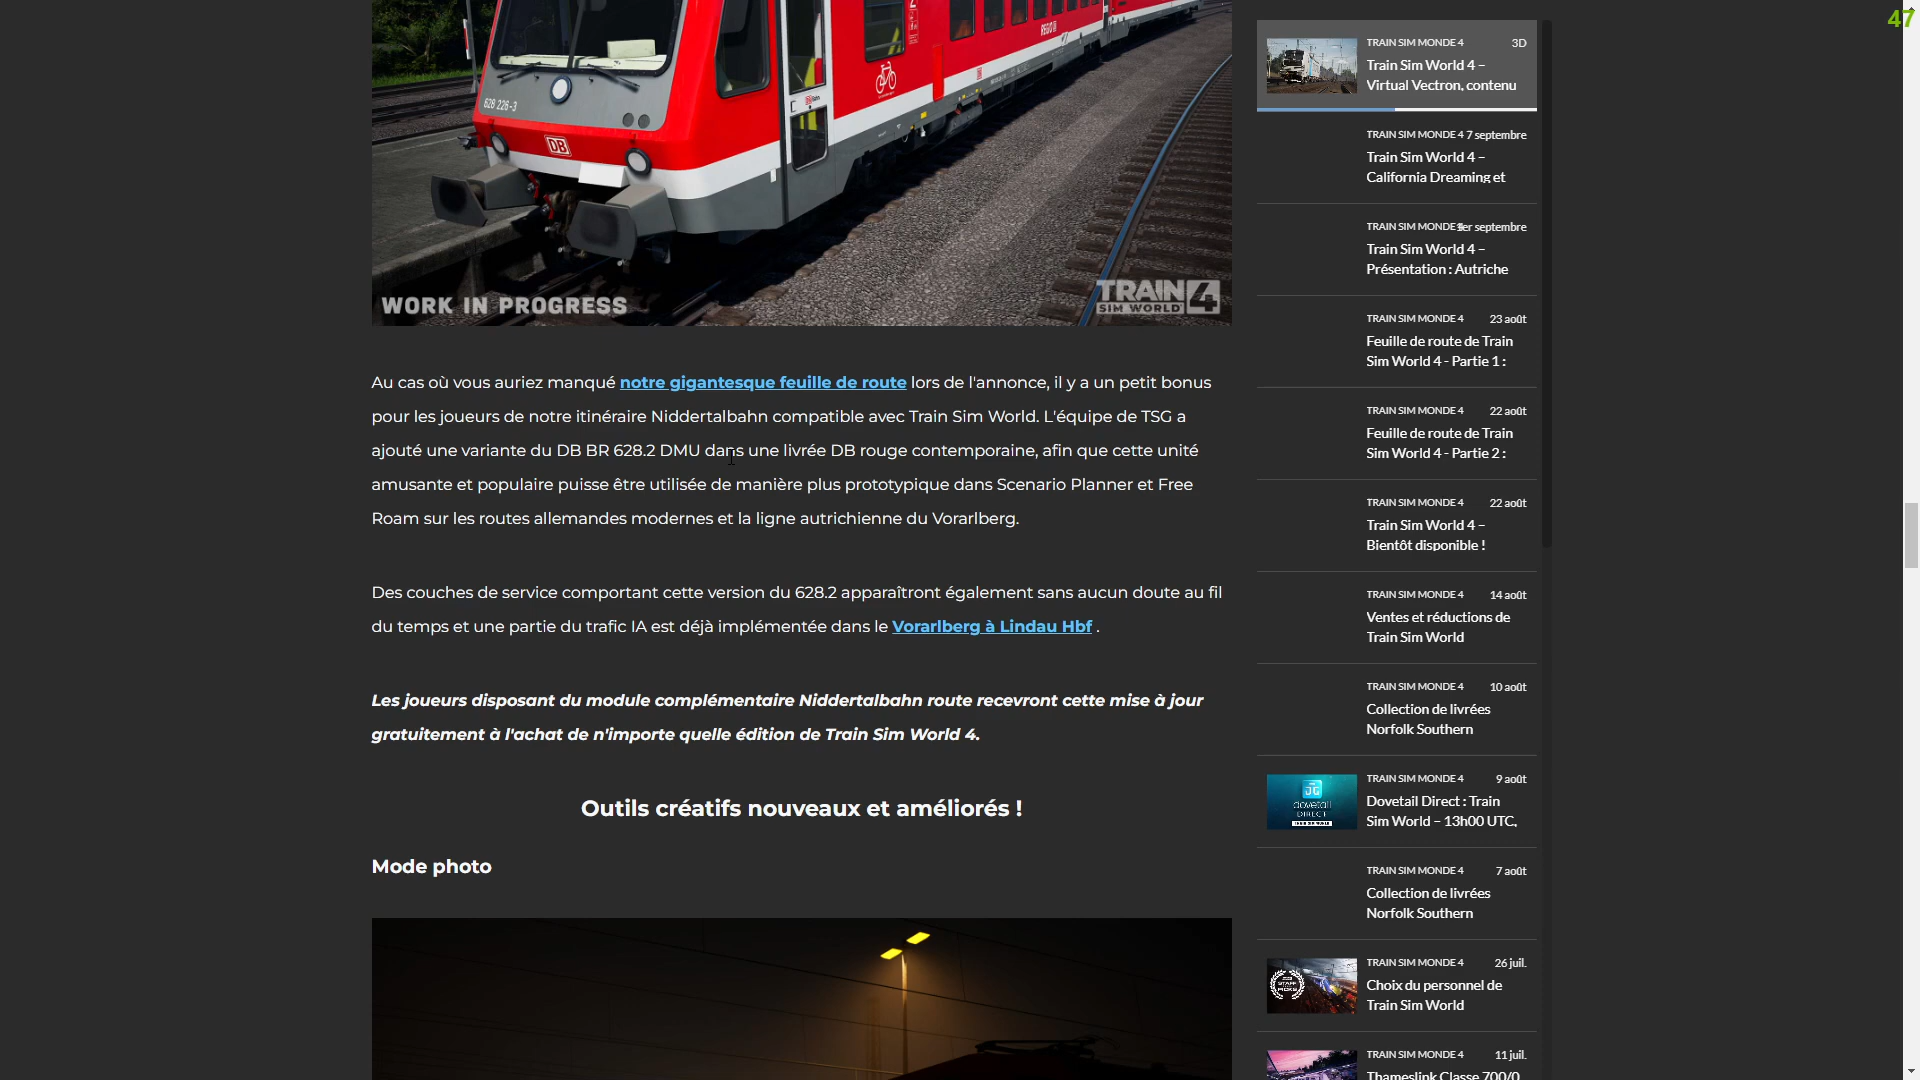 47
628 226-3
DB
WORK IN PROGRESS
TRAIN 4
SIM WORLD
Au cas où vous auriez manqué notre gigantesque feuille de route lors de l'annonce, il y a un petit bonus
pour les joueurs de notre itinéraire Niddertalbahn compatible avec Train Sim World. L'équipe de TSG a
ajouté une variante du DB BR 628.2 DMU dans une livrée DB rouge contemporaine, afin que cette unité
amusante et populaire puisse être utilisée de manière plus prototypique dans Scenario Planner et Free
Roam sur les routes allemandes modernes et la ligne autrichienne du Vorarlberg.
Des couches de service comportant cette version du 628.2 apparaîtront également sans aucun doute au fil
du temps et une partie du trafic IA est déjà implémentée dans le Vorarlberg à Lindau Hbf .
Les joueurs disposant du module complémentaire Niddertalbahn route recevront cette mise à jour
gratuitement à l'achat de n'importe quelle édition de Train Sim World 4.
Outils créatifs nouveaux et améliorés !
Mode photo
TRAIN SIM MONDE 4 3D
Train Sim World 4 –
Virtual Vectron, contenu
TRAIN SIM MONDE 4 7 septembre
Train Sim World 4 –
California Dreaming et
TRAIN SIM MONDE 4 1er septembre
Train Sim World 4 –
Présentation : Autriche
TRAIN SIM MONDE 4 23 août
Feuille de route de Train
Sim World 4 - Partie 1 :
TRAIN SIM MONDE 4 22 août
Feuille de route de Train
Sim World 4 - Partie 2 :
TRAIN SIM MONDE 4 22 août
Train Sim World 4 –
Bientôt disponible !
TRAIN SIM MONDE 4 14 août
Ventes et réductions de
Train Sim World
TRAIN SIM MONDE 4 10 août
Collection de livrées
Norfolk Southern
dovetail
DIRECT
TRAIN SIM MONDE 4 9 août
Dovetail Direct : Train
Sim World – 13h00 UTC,
TRAIN SIM MONDE 4 7 août
Collection de livrées
Norfolk Southern
STAFF
PICKS
TRAIN SIM MONDE 4 26 juil.
Choix du personnel de
Train Sim World
TRAIN SIM MONDE 4 11 juil.
Thameslink Classe 700/0